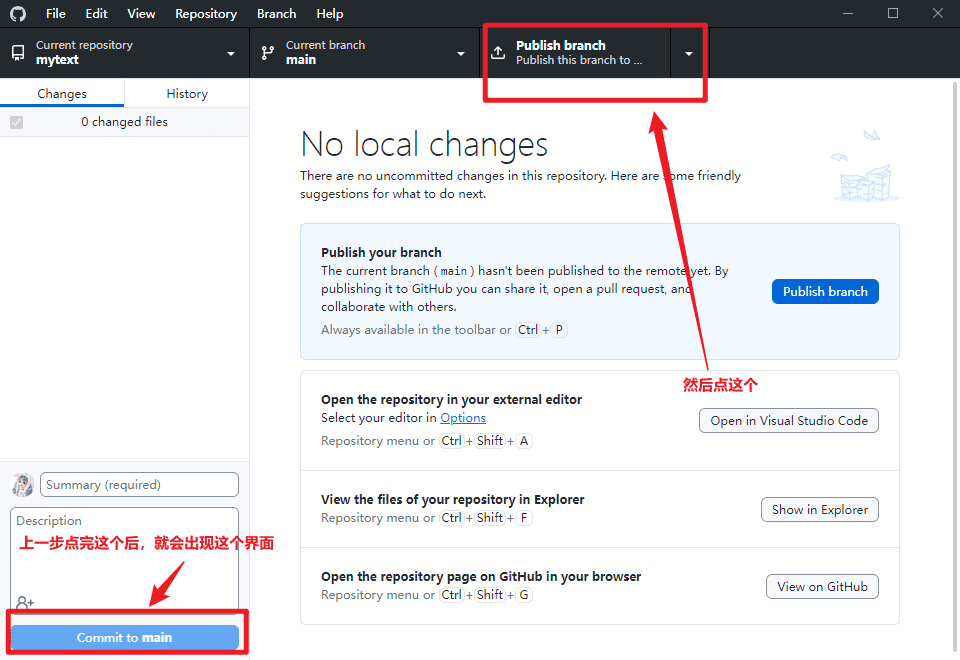 File Edit View Repository Branch Help
Current repository
mytext
Current branch
main
Publish branch
Publish this branch to ...
Changes History
0 changed files
No local changes
There are no uncommitted changes in this repository. Here are some friendly
suggestions for what to do next.
Publish your branch
The current branch (main) hasn't been published to the remote yet. By
publishing it to GitHub you can share it, open a pull request, and
collaborate with others.
Always available in the toolbar or Ctrl + P
Publish branch
然后点这个
Open the repository in your external editor
Select your editor in Options
Repository menu or Ctrl + Shift + A
Open in Visual Studio Code
View the files of your repository in Explorer
Repository menu or Ctrl + Shift + F
Show in Explorer
Open the repository page on GitHub in your browser
Repository menu or Ctrl + Shift + G
View on GitHub
Summary (required)
Description
上一步点完这个后，就会出现这个界面
Commit to main